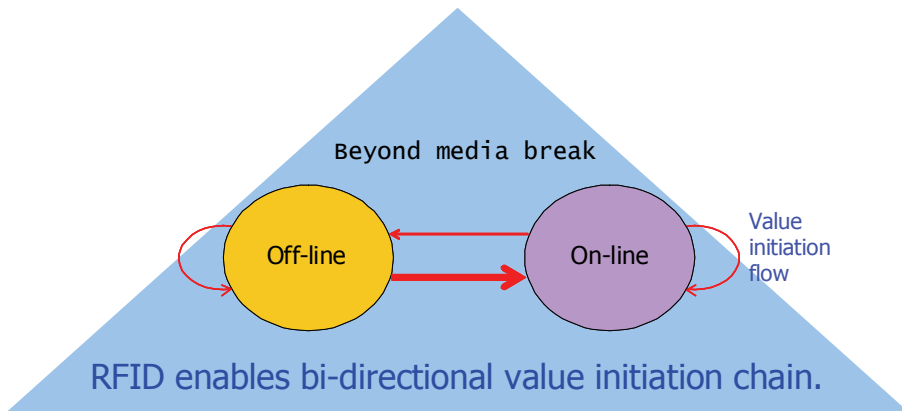 Beyond media break
Off-line
On-line
Value
initiation
flow
RFID enables bi-directional value initiation chain.